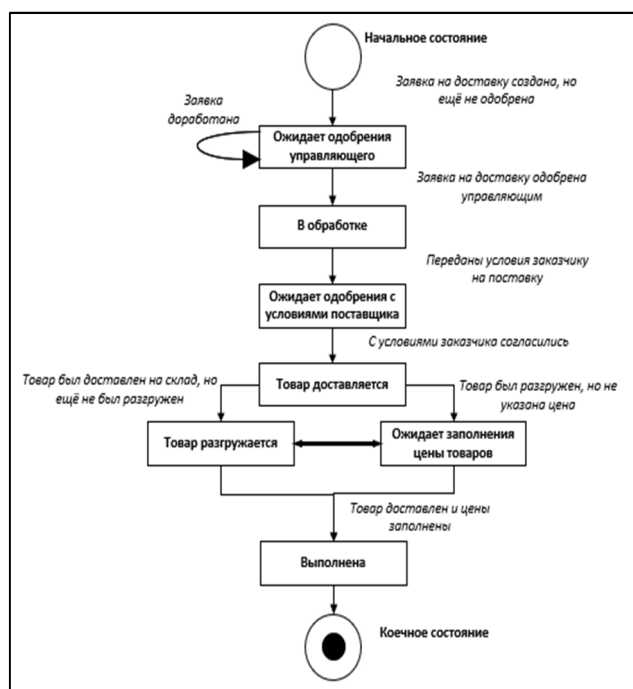 Начальное состояние
Заявка на доставку создана, но
ещё не одобрена
Заявка
доработана
Ожидает одобрения
управляющего
Заявка на доставку одобрена
управляющим
В обработке
Переданы условия заказчику
на поставку
Ожидает одобрения с
условиями поставщика
С условиями заказчика согласились
Товар был доставлен на склад, но
ещё не был разгружен
Товар доставляется
Товар был разгружен, но не
указана цена
Товар разгружается
Ожидает заполнения
цены товаров
Товар доставлен и цены
заполнены
Выполнена
Коечное состояние